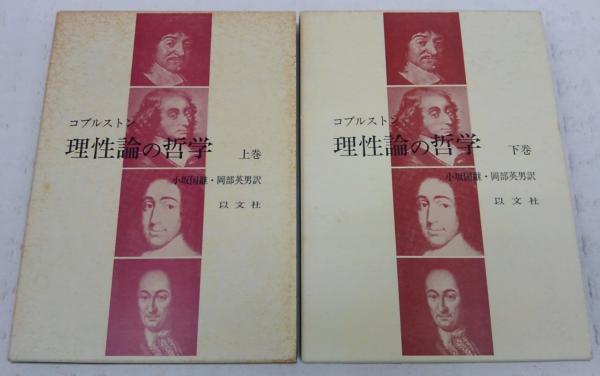 コプルストン
理性論の哲学 上巻
小坂国継・岡部英男訳
以文社
コプルストン
理性論の哲学 下巻
小坂国継・岡部英男訳
以文社